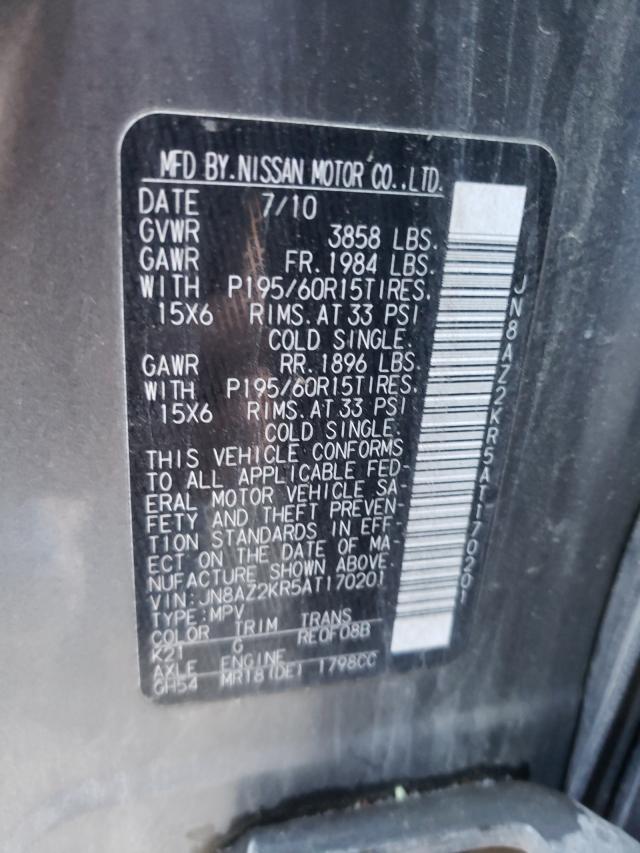 MFD BY.NISSAN MOTOR CO.,LTD.
DATE 7/10
GVWR 3858 LBS.
GAWR FR.1984 LBS.
WITH P195/60R15TIRES.
15X6 RIMS.AT 33 PSI
COLD SINGLE.
GAWR RR.1896 LBS.
WITH P195/60R15TIRES.
15X6 RIMS.AT 33 PSI
COLD SINGLE.
THIS VEHICLE CONFORMS
TO ALL APPLICABLE FED-
ERAL MOTOR VEHICLE SA-
FETY AND THEFT PREVEN-
TION STANDARDS IN EFF-
ECT ON THE DATE OF MA-
NUFACTURE SHOWN ABOVE.
VIN:JN8AZ2KR5AT170201
TYPE:MPV
COLOR TRIM TRANS
K21 G RE0F08B
AXLE ENGINE
GH54 MR18(DE) 1798CC
JN8AZ2KR5AT170201